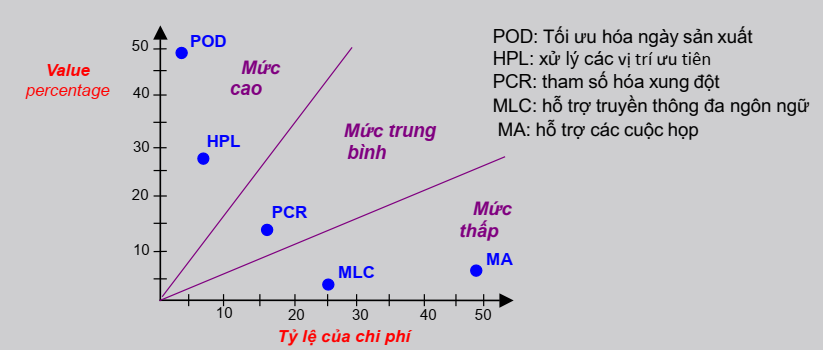 Value
percentage
50
40
30
20
10
POD
HPL
PCR
MLC
MA
Mức
cao
Mức trung
bình
Mức
thấp
10
20
30
40
50
Tỷ lệ của chi phí
POD: Tối ưu hóa ngày sản xuất
HPL: xử lý các vị trí ưu tiên
PCR: tham số hóa xung đột
MLC: hỗ trợ truyền thông đa ngôn ngữ
MA: hỗ trợ các cuộc họp